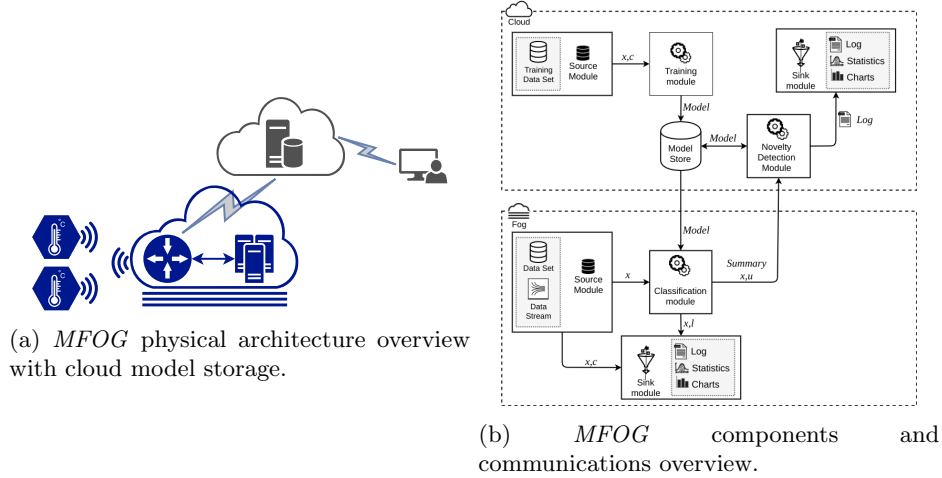 °C
°C
(a) MFOG physical architecture overview
with cloud model storage.
Cloud
Training
Data Set
Source
Module
x,c
Training
module
Sink
module
Log
Statistics
Charts
Model
Model
Store
Model
Novelty
Detection
Module
Log
Fog
Data Set
Data
Stream
Source
Module
x
Model
Classification
module
Summary
x,u
x,l
x,c
Sink
module
Log
Statistics
Charts
(b) MFOG components and
communications overview.